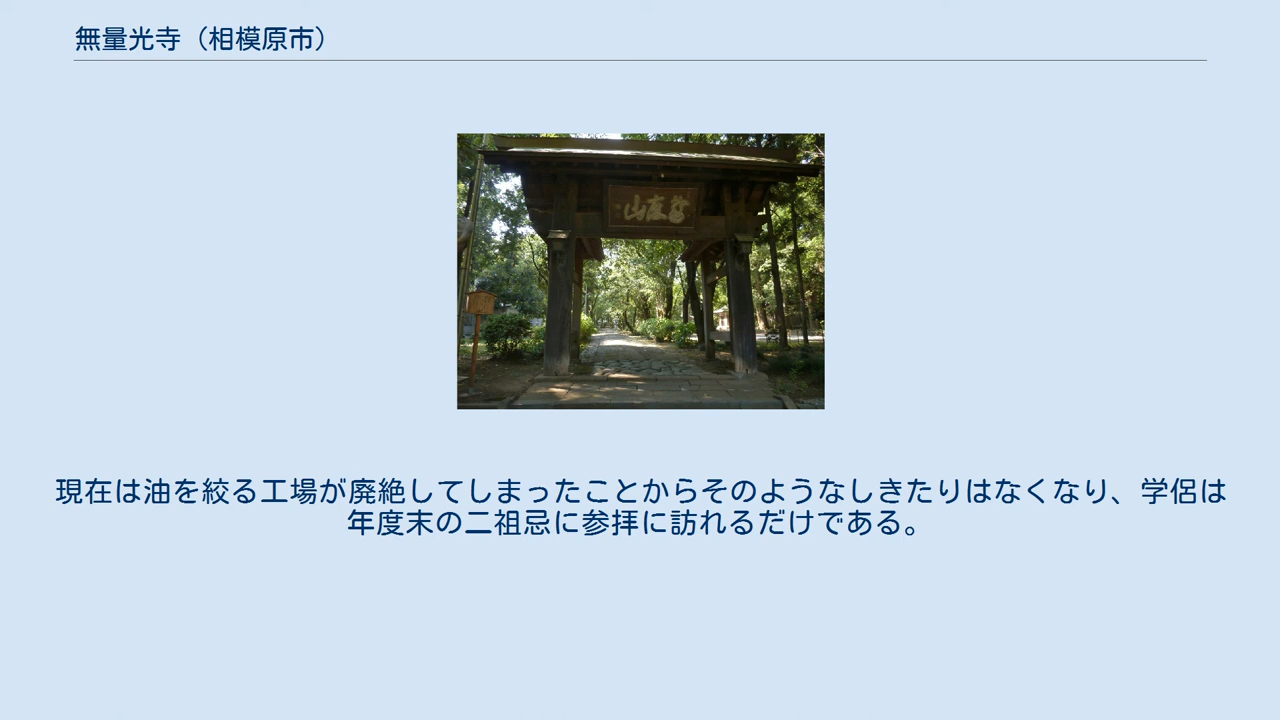 無量光寺（相模原市）
現在は油を絞る工場が廃絶してしまったことからそのようなしきたりはなくなり、学侶は
年度末の二祖忌に参拝に訪れるだけである。